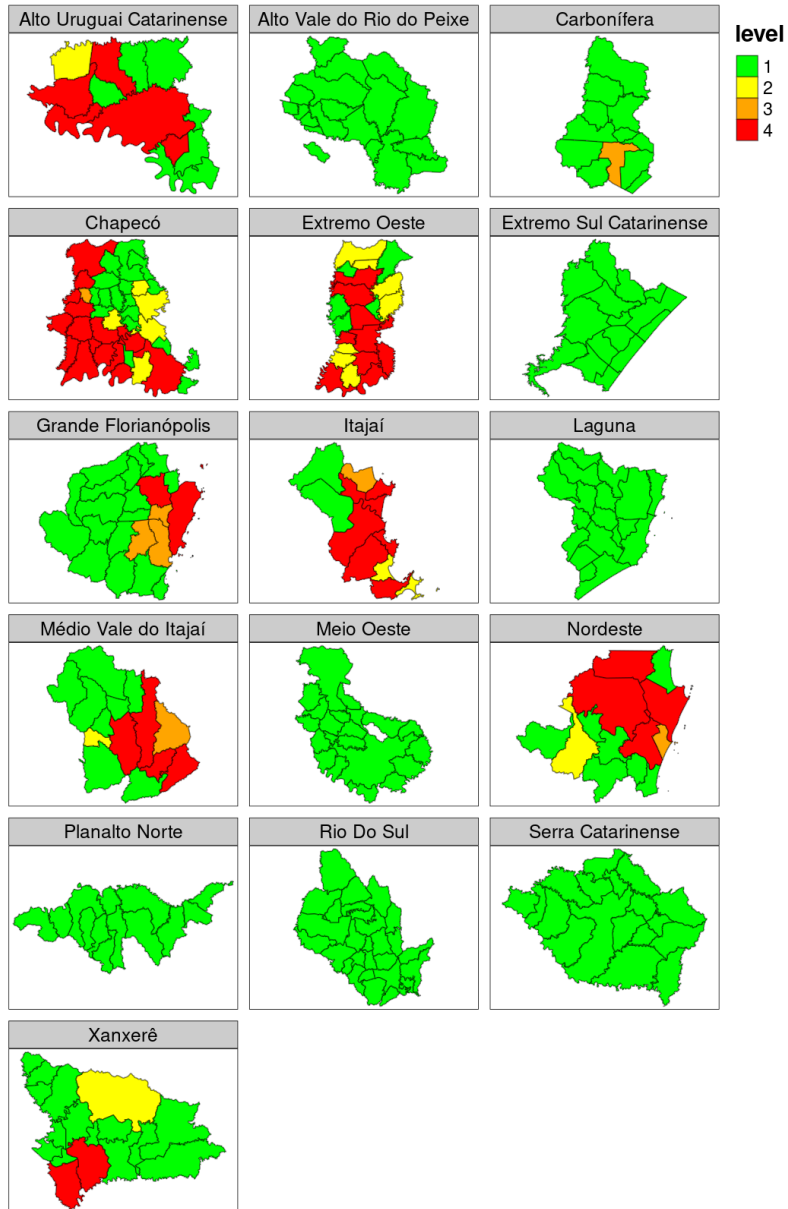 Alto Uruguai Catarinense
Alto Vale do Rio do Peixe
Carbonífera
level
1
2
3
4
Chapecó
Extremo Oeste
Extremo Sul Catarinense
Grande Florianópolis
Itajaí
Laguna
Médio Vale do Itajaí
Meio Oeste
Nordeste
Planalto Norte
Rio Do Sul
Serra Catarinense
Xanxerê